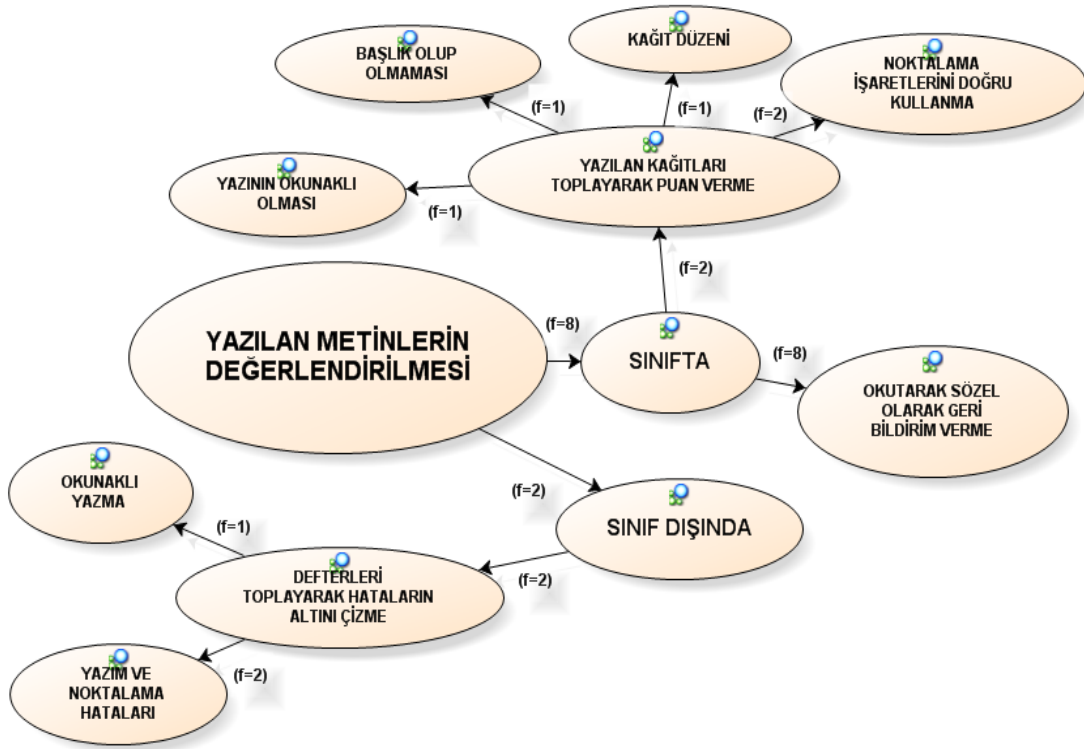 KAĞIT DÜZENİ
BAŞLIK OLUP
OLMAMASI
NOKTALAMA
İŞARETLERİNİ DOĞRU
KULLANMA
(f=1)
(f=1)
(f=2)
YAZILAN KAĞITLARI
TOPLAYARAK PUAN VERME
YAZININ OKUNAKLI
OLMASI
(f=1)
(f=2)
YAZILAN METİNLERİN
DEĞERLENDİRİLMESİ
(f=8)
SINIFTA
(f=8)
OKUTARAK SÖZEL
OLARAK GERİ
BİLDİRİM VERME
OKUNAKLI
YAZMA
(f=2)
SINIF DIŞINDA
(f=1)
(f=2)
DEFTERLERİ
TOPLAYARAK HATALARIN
ALTINI ÇİZME
(f=2)
YAZIM VE
NOKTALAMA
HATALARI